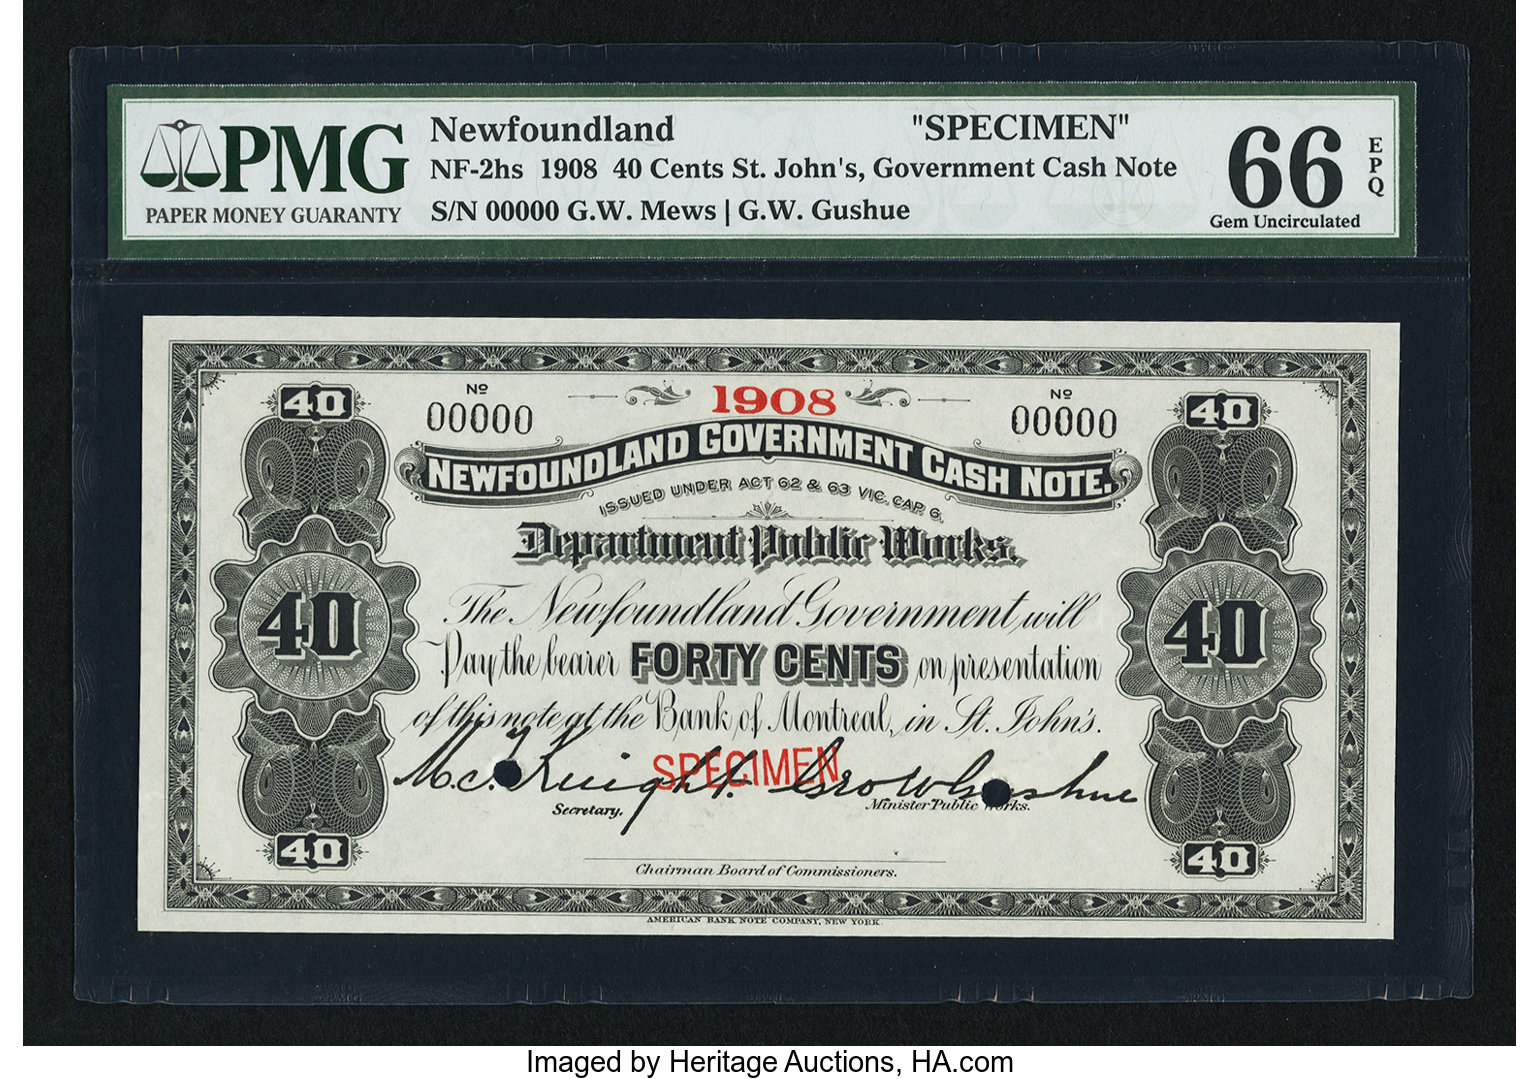 PMG
PAPER MONEY GUARANTY
Newfoundland "SPECIMEN"
NF-2hs 1908 40 Cents St. John's, Government Cash Note
S/N 00000 G.W. Mews | G.W. Gushue
66 EPQ
Gem Uncirculated
40 Nº 1908 Nº 40
00000 00000
NEWFOUNDLAND GOVERNMENT CASH NOTE.
ISSUED UNDER ACT 62 & 63 VIC. CAP. 6.
Department Public Works.
The Newfoundland Government will
40 Pay the bearer FORTY CENTS on presentation 40
of this note at the Bank of Montreal, in St. John's.
SPECIMEN
M.C. Knight. Geo W Gushue
Secretary. Minister Public Works.
40 40
Chairman Board of Commissioners.
AMERICAN BANK NOTE COMPANY, NEW YORK.
Imaged by Heritage Auctions, HA.com